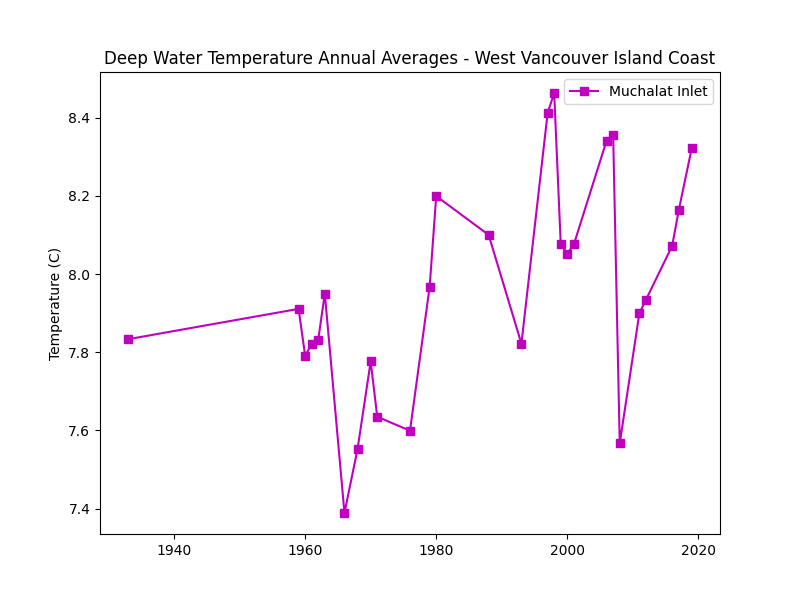 Deep Water Temperature Annual Averages - West Vancouver Island Coast
Muchalat Inlet
Temperature (C)
8.4
8.2
8.0
7.8
7.6
7.4
1940 1960 1980 2000 2020